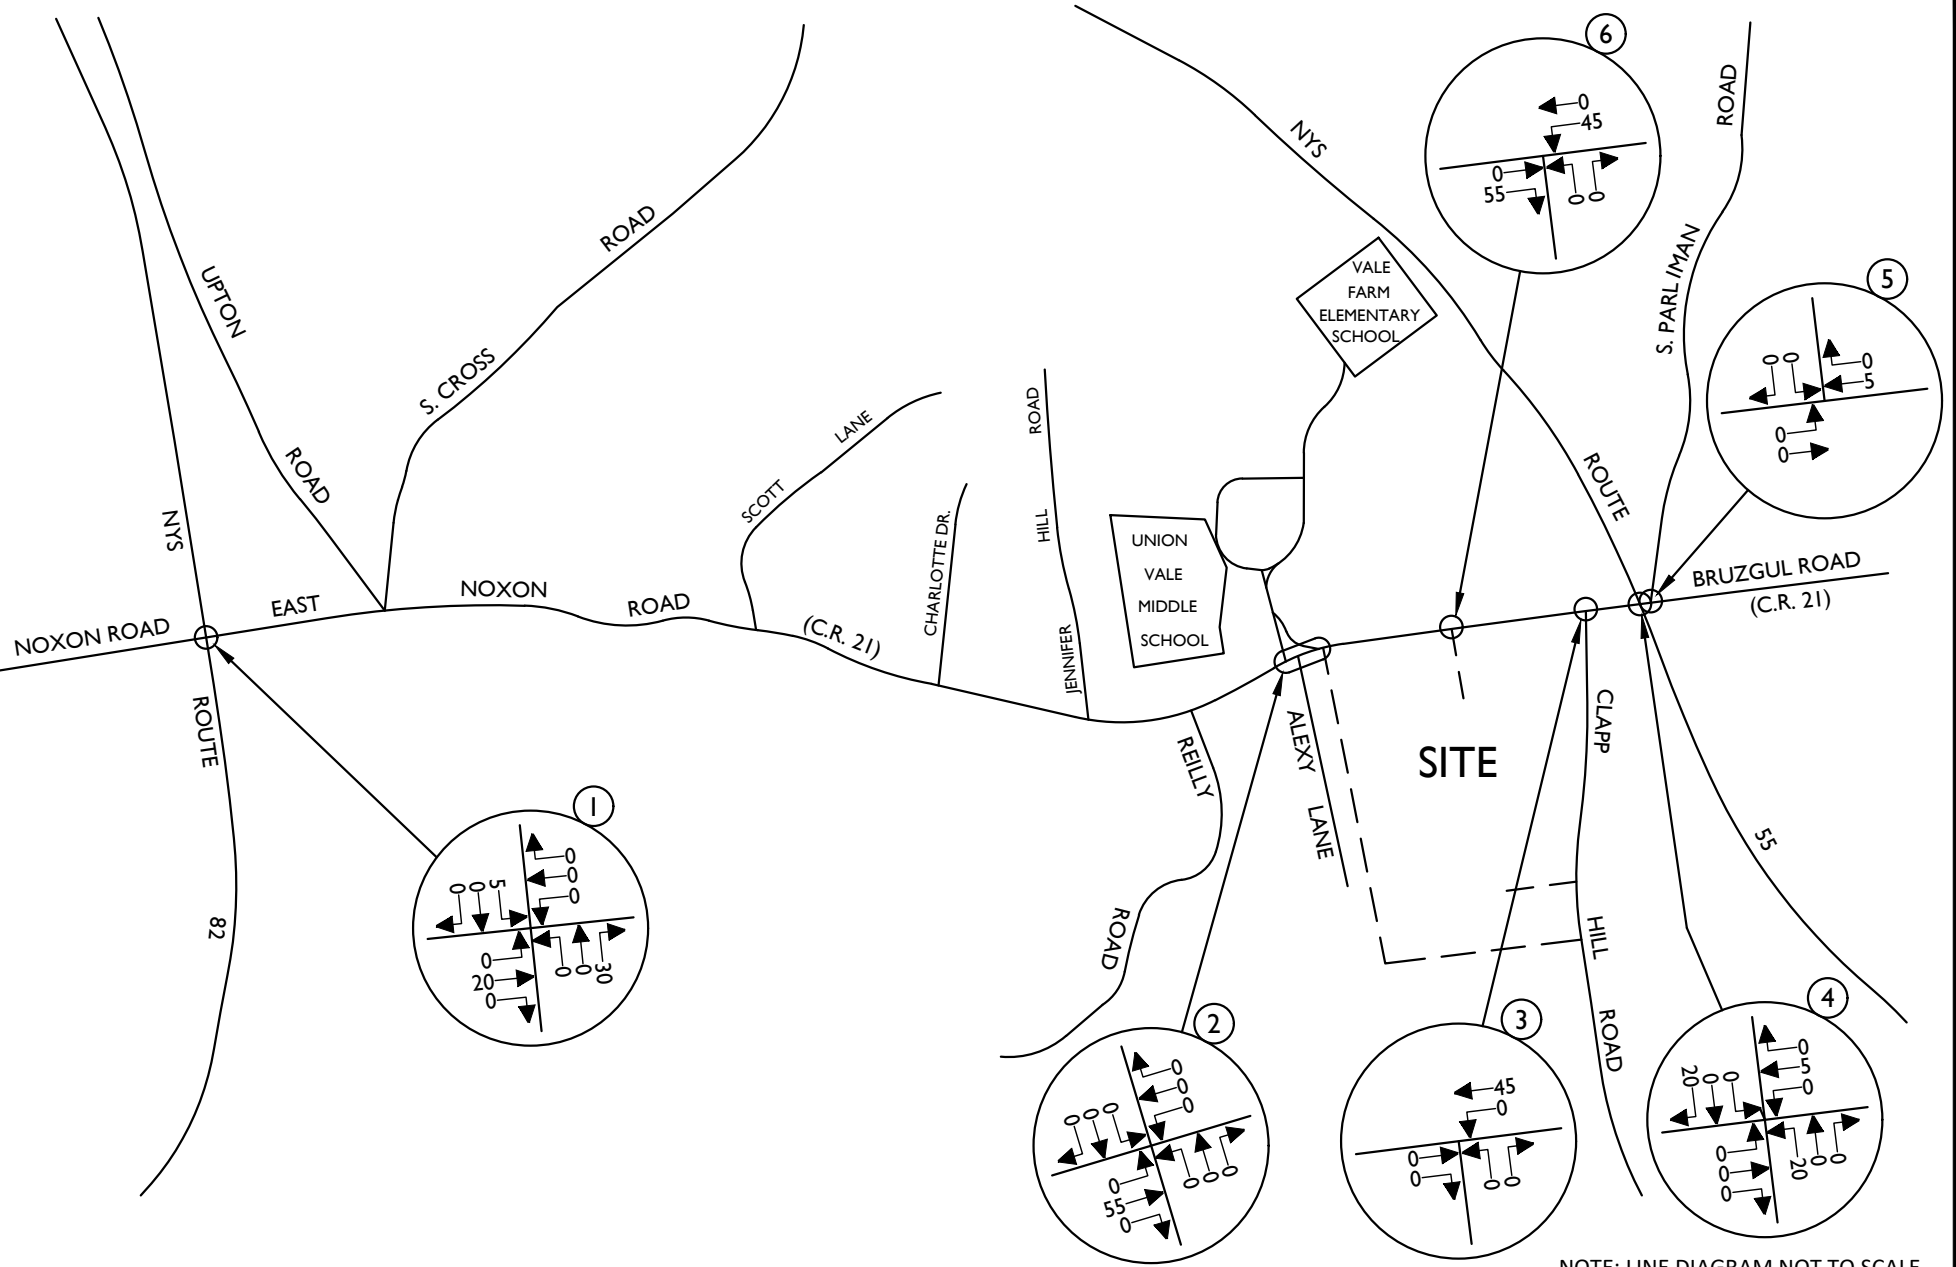 NYS
ROUTE
82
UPTON
ROAD
S. CROSS
ROAD
NOXON ROAD
EAST
NOXON
ROAD
(C.R. 21)
SCOTT
LANE
CHARLOTTE DR.
JENNIFER
HILL
ROAD
UNION
VALE
MIDDLE
SCHOOL
VALE
FARM
ELEMENTARY
SCHOOL
NYS
ROUTE
55
S. PARLIMAN
ROAD
BRUZGUL ROAD
(C.R. 21)
REILLY
ROAD
ALEXY
LANE
SITE
CLAPP
HILL
ROAD
1
0
0
0
0
0
5
0
20
0
0
0
30
2
0
0
0
0
0
0
0
55
0
0
0
0
3
45
0
0
0
0
0
4
0
5
0
20
0
0
0
0
0
20
0
0
5
0
5
0
0
0
0
6
0
45
0
55
0
0
NOTE: LINE DIAGRAM NOT TO SCALE